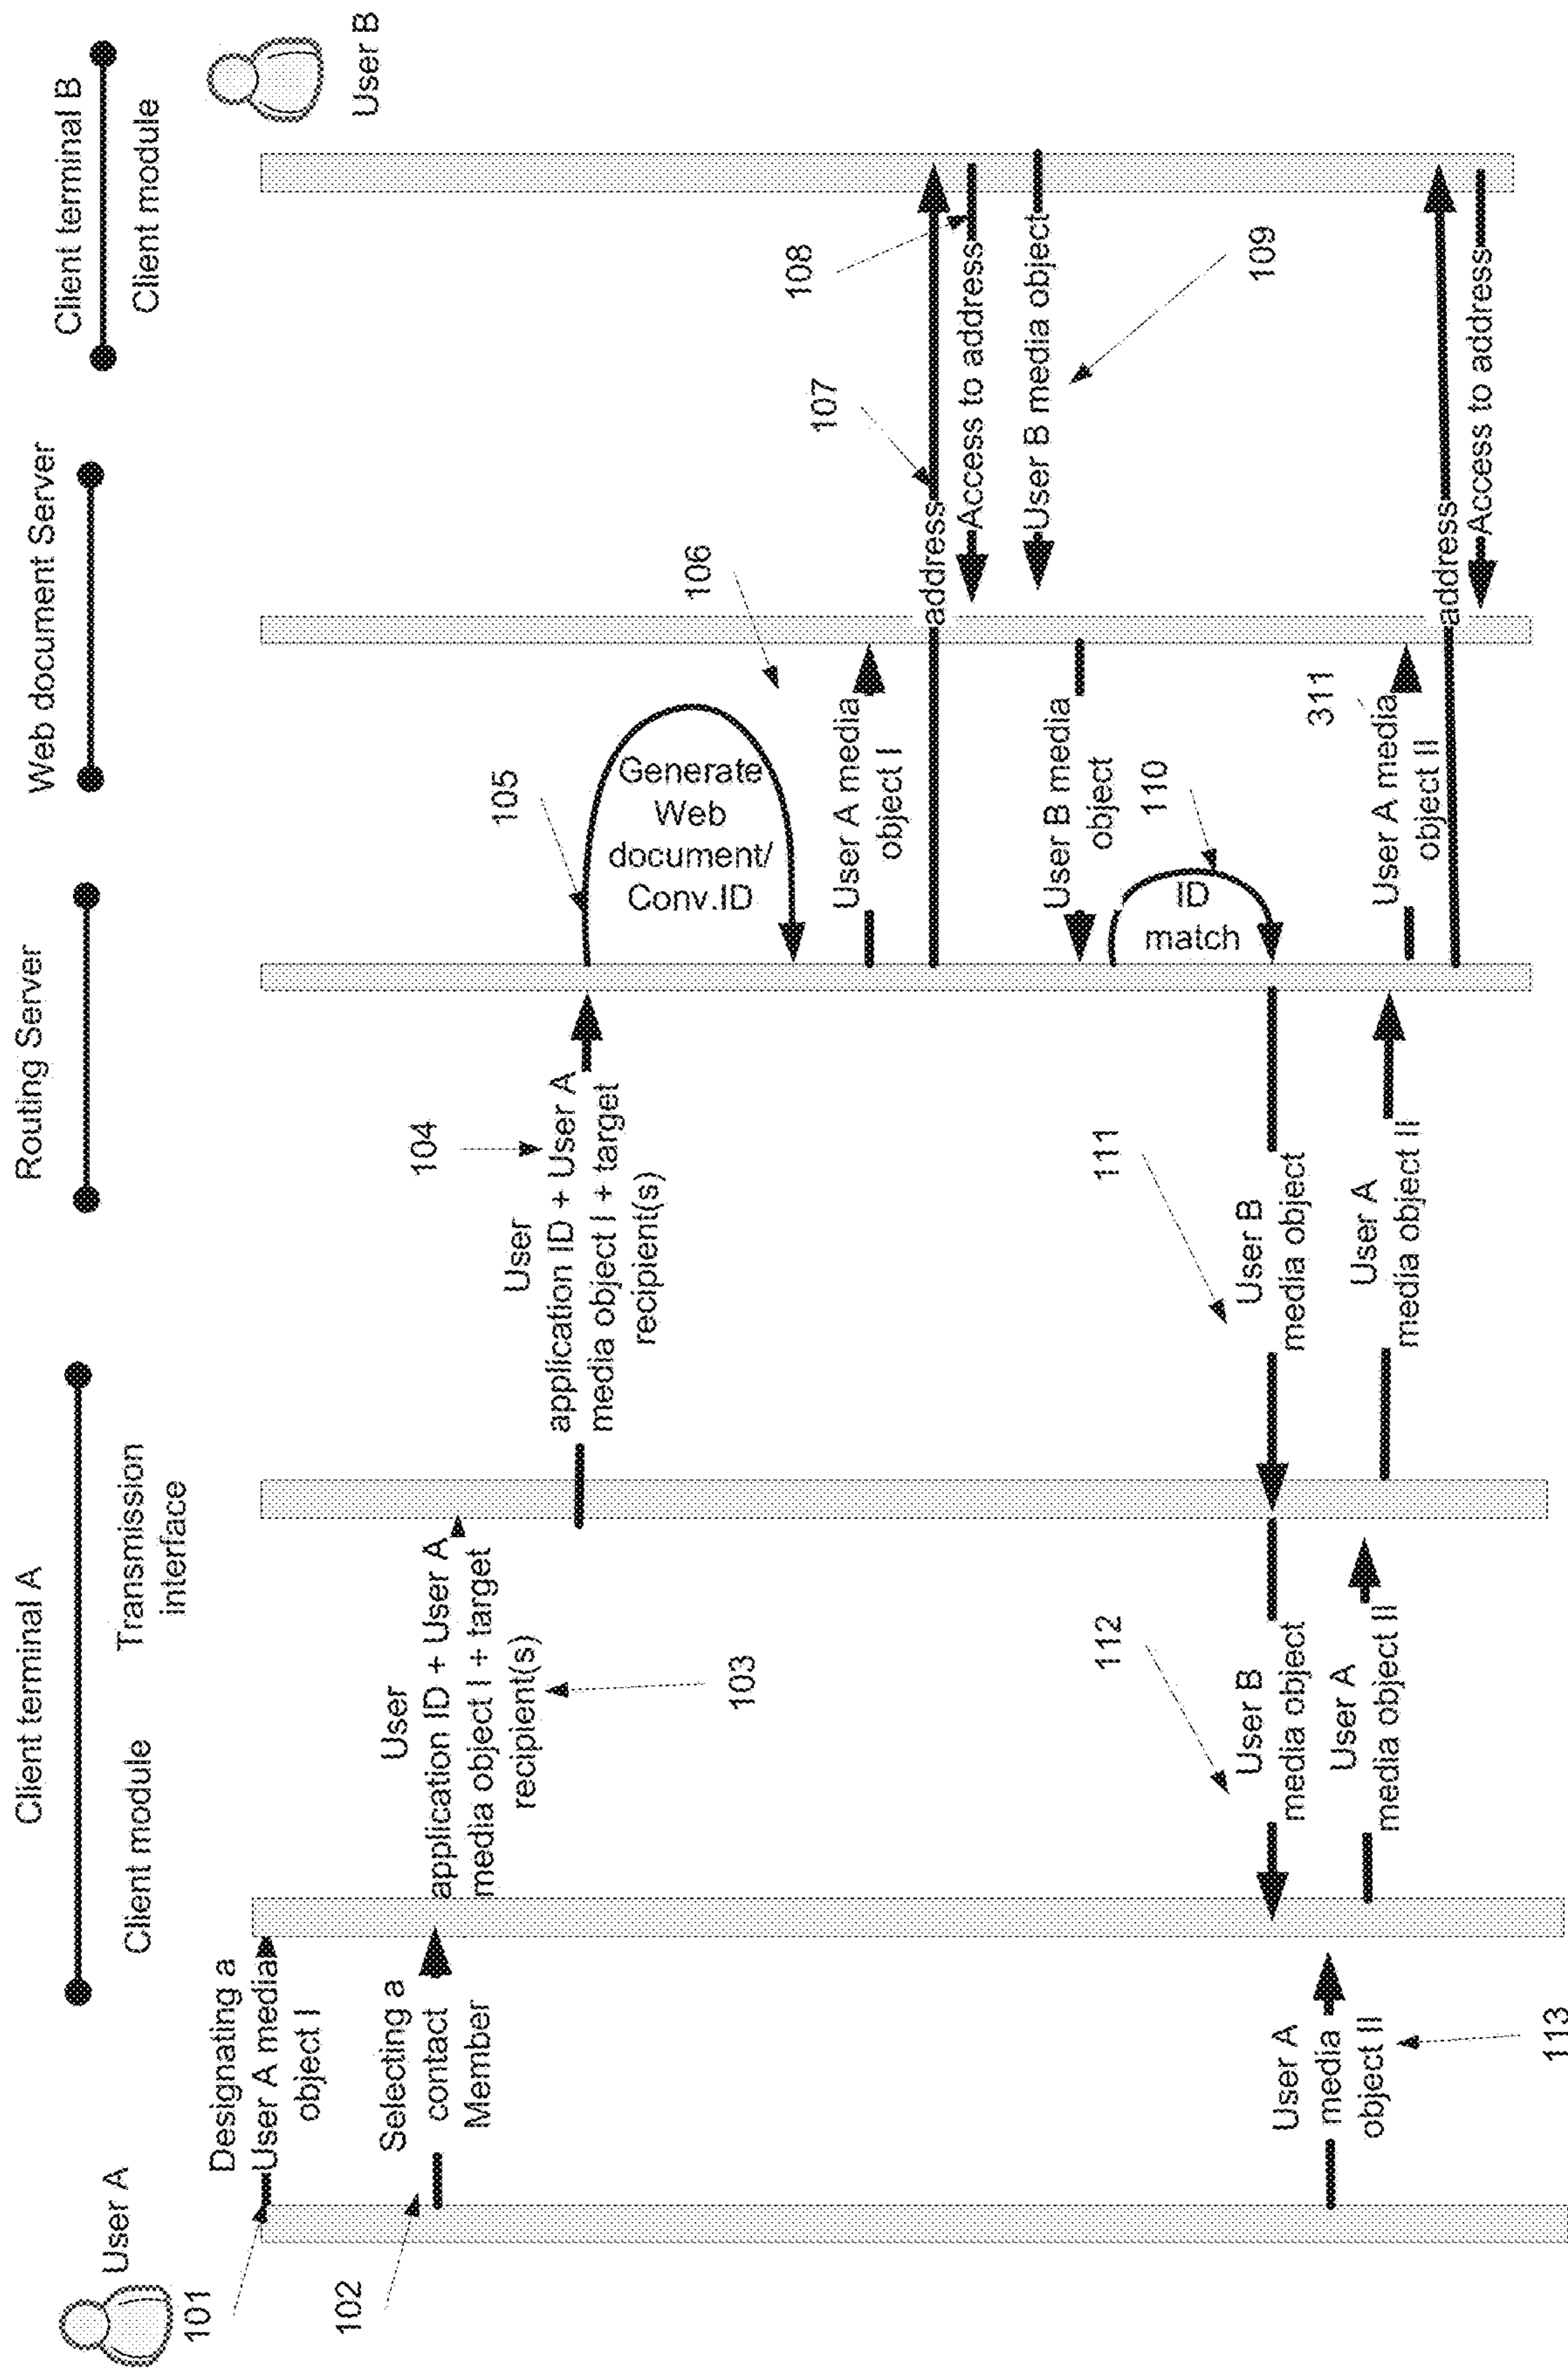 Client terminal A
Routing Server
Web document Server
Client terminal B
User A
Client module
Transmission
interface
Client module
User B
101
Designating a
User A media
object I
102
Selecting a
contact
Member
User
application ID + User A
media object I + target
recipient(s)
103
104
User
application ID + User A
media object I + target
recipient(s)
105
Generate
Web
document/
Conv.ID
106
User A media
object I
107
address
108
Access to address
User B media object
109
User B media
object
110
ID
match
111
User B
media object
112
User B
media object
User A
media
object II
113
User A
media object II
User A
media object II
311
User A media
object II
address
Access to address